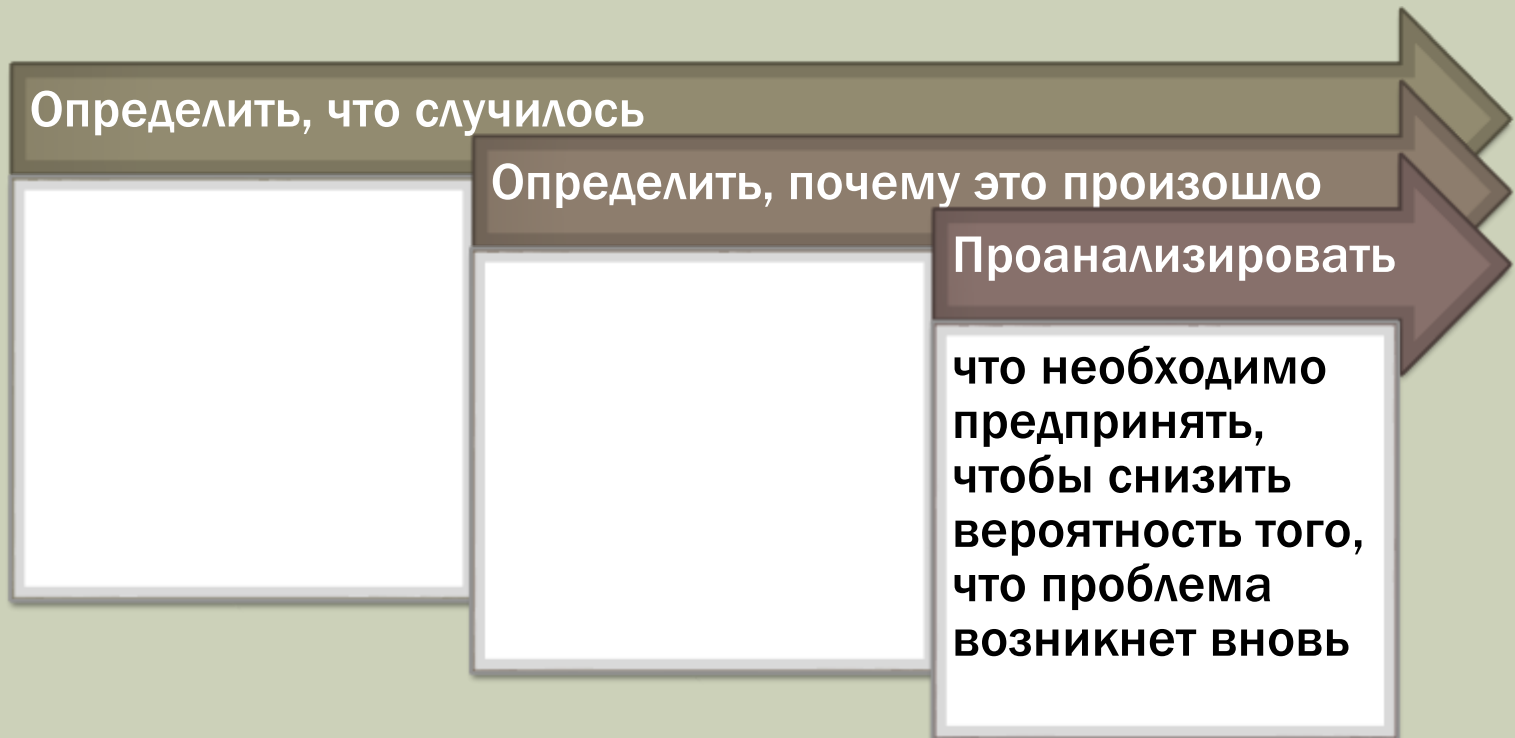 Определить, что случилось
Определить, почему это произошло
Проанализировать
что необходимо
предпринять,
чтобы снизить
вероятность того,
что проблема
возникнет вновь